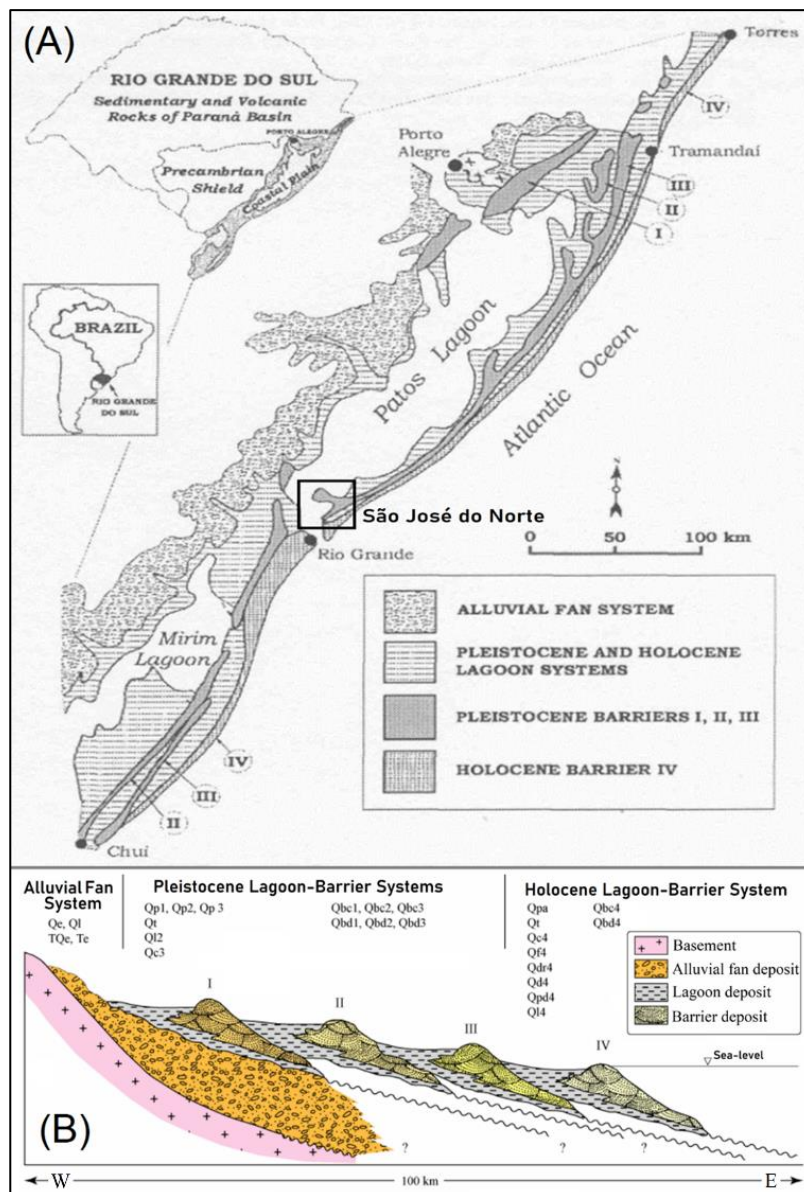 (A)
RIO GRANDE DO SUL
Sedimentary and Volcanic
Rocks of Paranà Basin
PORTO ALEGRE
Precambrian
Shield
Coastal Plain
BRAZIL
RIO GRANDE
DO SUL
Torres
IV
Porto
Alegre
Tramandaí
III
II
I
Patos Lagoon
Atlantic Ocean
N
São José do Norte
0 50 100 km
Rio Grande
Mirim
Lagoon
ALLUVIAL FAN SYSTEM
PLEISTOCENE AND HOLOCENE
LAGOON SYSTEMS
PLEISTOCENE BARRIERS I, II, III
HOLOCENE BARRIER IV
IV
III
II
Chuí
Alluvial Fan
System
Qe, Ql
TQe, Te
Pleistocene Lagoon-Barrier Systems
Qp1, Qp2, Qp 3 Qbc1, Qbc2, Qbc3
Qt Qbd1, Qbd2, Qbd3
Ql2
Qc3
Holocene Lagoon-Barrier System
Qpa Qbc4
Qt Qbd4
Qc4
Qf4
Qdr4
Qd4
Qpd4
Ql4
Basement
Alluvial fan deposit
Lagoon deposit
Barrier deposit
I
II
III
IV
Sea-level
(B)
? ? ?
W 100 km E